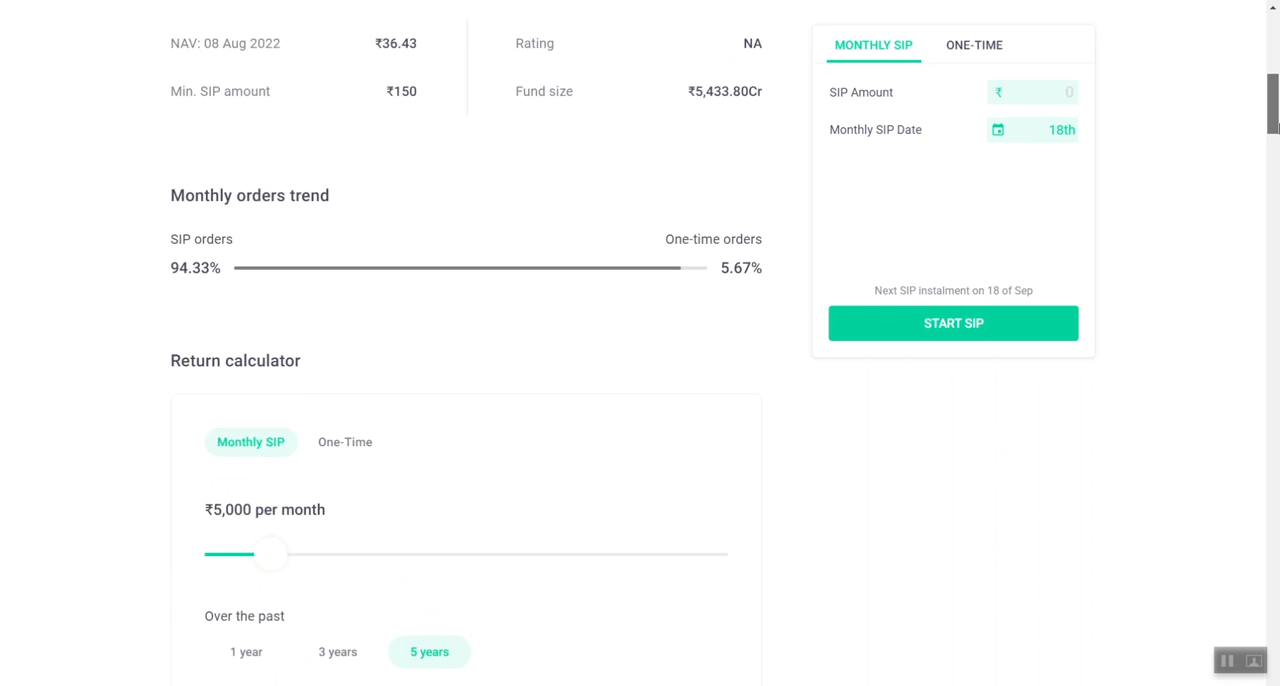 NAV: 08 Aug 2022 ₹36.43
Min. SIP amount ₹150
Rating NA
Fund size ₹5,433.80Cr
Monthly orders trend
SIP orders One-time orders
94.33% 5.67%
Return calculator
Monthly SIP One-Time
₹5,000 per month
Over the past
1 year 3 years 5 years
MONTHLY SIP ONE-TIME
SIP Amount ₹ 0
Monthly SIP Date 18th
Next SIP instalment on 18 of Sep
START SIP